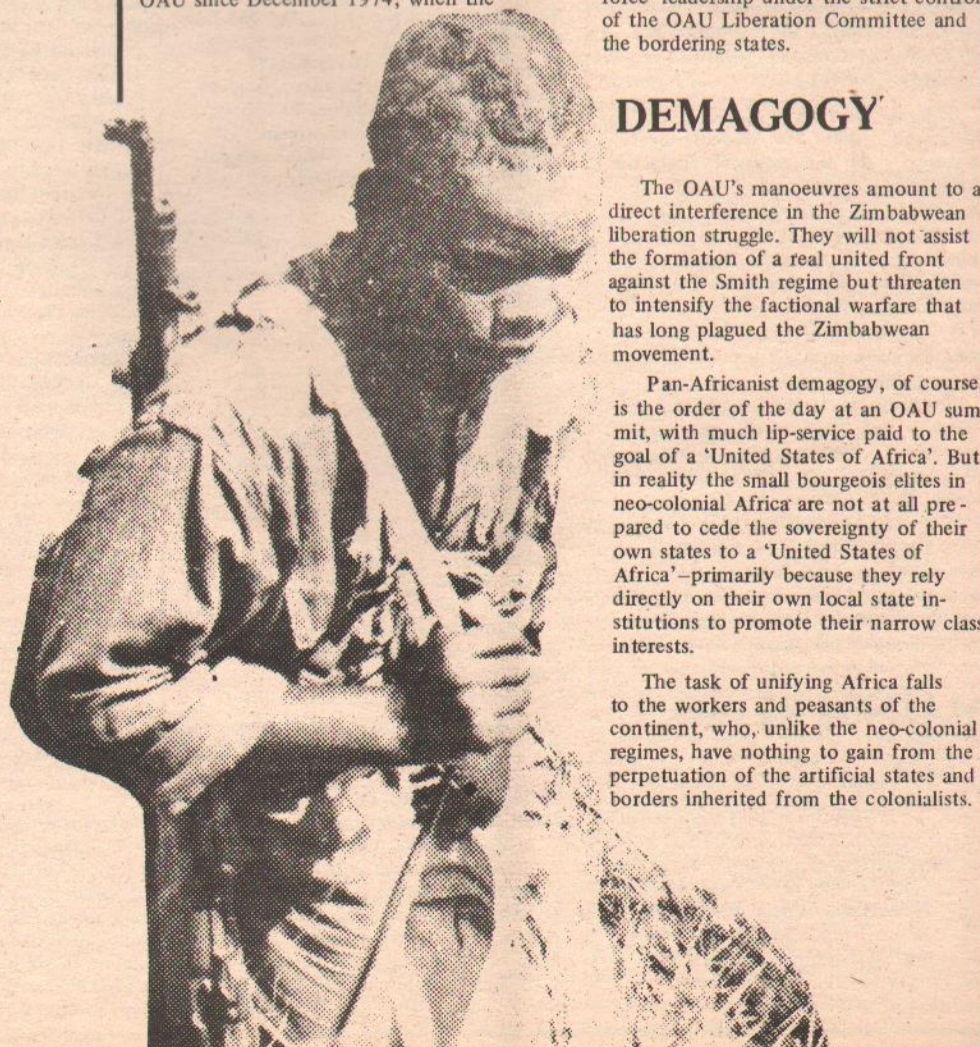 OAU since December 1974, when the
force' leadership under the strict control
of the OAU Liberation Committee and
the bordering states.
DEMAGOGY
The OAU's manoeuvres amount to a
direct interference in the Zimbabwean
liberation struggle. They will not assist
the formation of a real united front
against the Smith regime but threaten
to intensify the factional warfare that
has long plagued the Zimbabwean
movement.
Pan-Africanist demagogy, of course
is the order of the day at an OAU sum
mit, with much lip-service paid to the
goal of a ‘United States of Africa’. But
in reality the small bourgeois elites in
neo-colonial Africa are not at all pre-
pared to cede the sovereignty of their
own states to a ‘United States of
Africa’—primarily because they rely
directly on their own local state in-
stitutions to promote their narrow class
interests.
The task of unifying Africa falls
to the workers and peasants of the
continent, who, unlike the neo-colonial
regimes, have nothing to gain from the
perpetuation of the artificial states and
borders inherited from the colonialists.